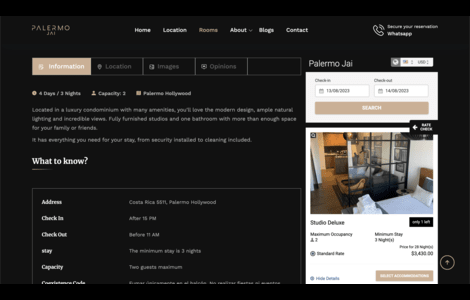 PALERMO
JAI
Home
Location
Rooms
About
Blogs
Contact
Secure your reservation
Whatsapp
Information
Location
Images
Opinions
4 Days / 3 Nights
Capacity: 2
Palermo Hollywood
Located in a luxury condominium with many amenities, you'll love the modern design, ample natural
lighting and incredible views. Fully furnished studios and one bathroom with more than enough space
for your family or friends.
It has everything you need for your stay, from security installed to cleaning included.
What to know?
Address
Costa Rica 5511, Palermo Hollywood
Check In
After 15 PM
Check Out
Before 11 AM
stay
The minimum stay is 3 nights
Capacity
Two guests maximum
Coexistence Code
Palermo Jai
USD
Check-in
Check-out
13/08/2023
14/08/2023
SEARCH
RATE
CHECK
Studio Deluxe
only 1 left
Maximum Occupancy
2
Minimum Stay
3 Night(s)
Price for 28 Night(s)
Standard Rate
$3,430.00
Hide Details
SELECT ACCOMMODATIONS